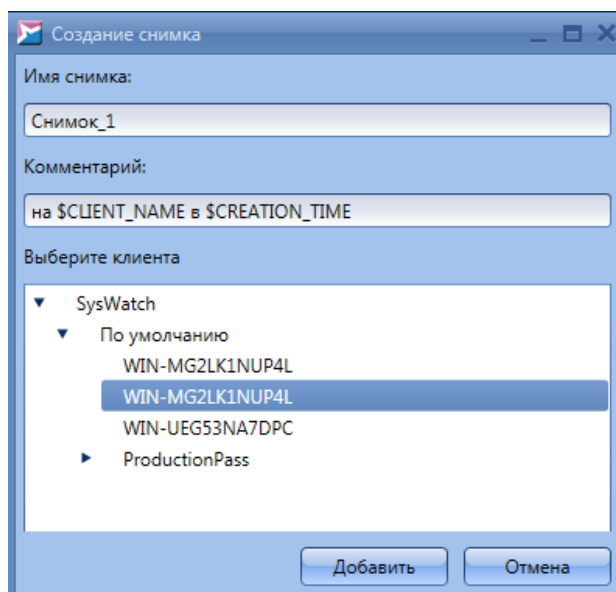 Создание снимка
Имя снимка:
Снимок_1
Комментарий:
на $CLIENT_NAME в $CREATION_TIME
Выберите клиента
SysWatch
По умолчанию
WIN-MG2LK1NUP4L
WIN-MG2LK1NUP4L
WIN-UEG53NA7DPC
ProductionPass
Добавить Отмена